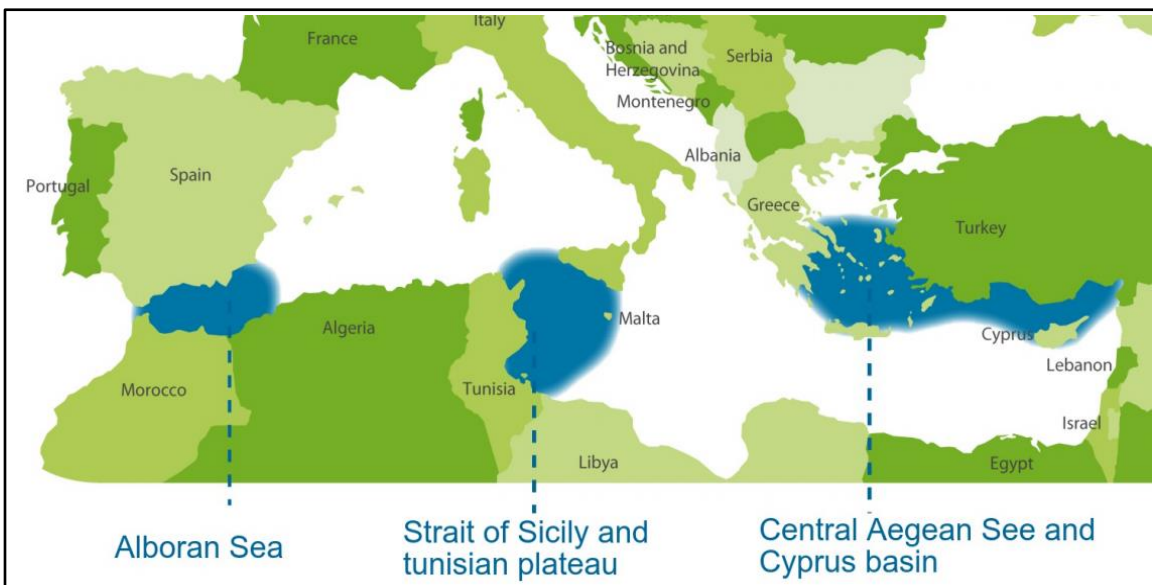 Italy
France
Bosnia and
Herzegovina
Serbia
Montenegro
Albania
Portugal
Spain
Greece
Turkey
Malta
Algeria
Cyprus
Lebanon
Morocco
Tunisia
Israel
Libya
Egypt
Alboran Sea
Strait of Sicily and
tunisian plateau
Central Aegean See and
Cyprus basin